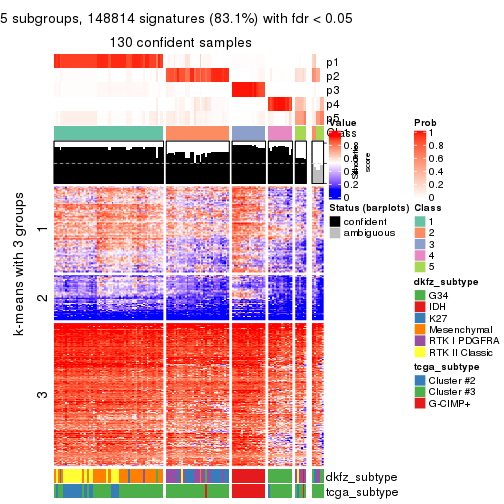 5 subgroups, 148814 signatures (83.1%) with fdr < 0.05
130 confident samples
p1
p2
p3
p4
p5
Class
k-means with 3 groups
1
2
3
Silhouette
score
Value
1
0.8
0.6
0.4
0.2
0
Prob
1
0.8
0.6
0.4
0.2
0
Status (barplots)
confident
ambiguous
Class
1
2
3
4
5
dkfz_subtype
G34
IDH
K27
Mesenchymal
RTK I PDGFRA
RTK II Classic
tcga_subtype
Cluster #2
Cluster #3
G-CIMP+
dkfz_subtype
tcga_subtype